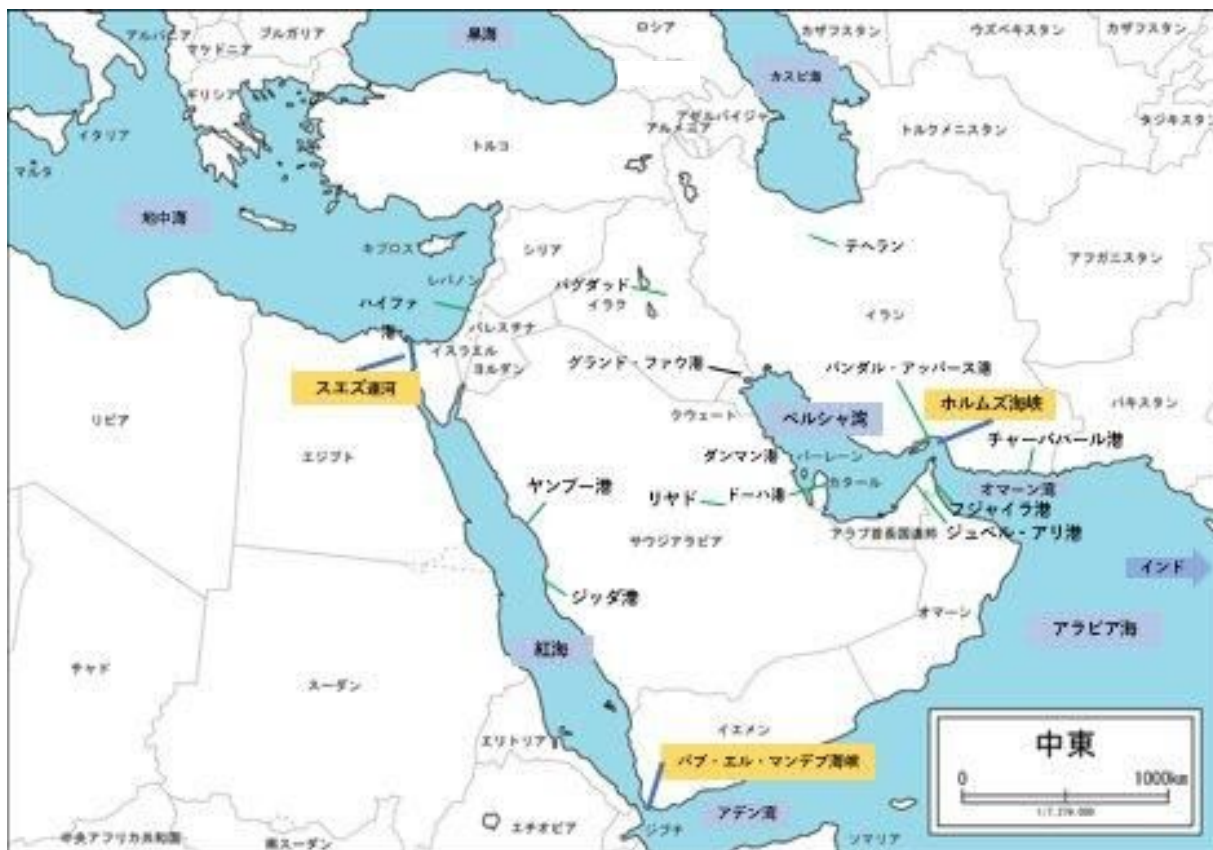 アルバニア
ブルガリア
マケドニア
黒海
ロシア
カザフスタン
ウズベキスタン
カザフスタン
カスピ海
ギリシア
イタリア
マルタ
トルコ
アルメニア
アゼルバイジャ
トルクメニスタン
タジキスタン
地中海
キプロス
シリア
テヘラン
アフガニスタン
レバノン
ハイファ
港
バグダッド
イラク
イラン
パレスチナ
イスラエル
ヨルダン
スエズ運河
グランド・ファウ港
バンダル・アッバース港
ホルムズ海峡
パキスタン
リビア
エジプト
クウェート
ペルシャ湾
チャーバハール港
ダンマン港
バーレーン
ヤンブー港
リヤド
ドーハ港
カタール
オマーン湾
フジャイラ港
サウジアラビア
アラブ首長国連邦
ジュベル・アリ港
インド
ジッダ港
オマーン
アラビア海
紅海
チャド
スーダン
イエメン
エリトリア
バブ・エル・マンデブ海峡
中東
0 1000km
アデン湾
中央アフリカ共和国
南スーダン
エチオピア
ジブチ
ソマリア